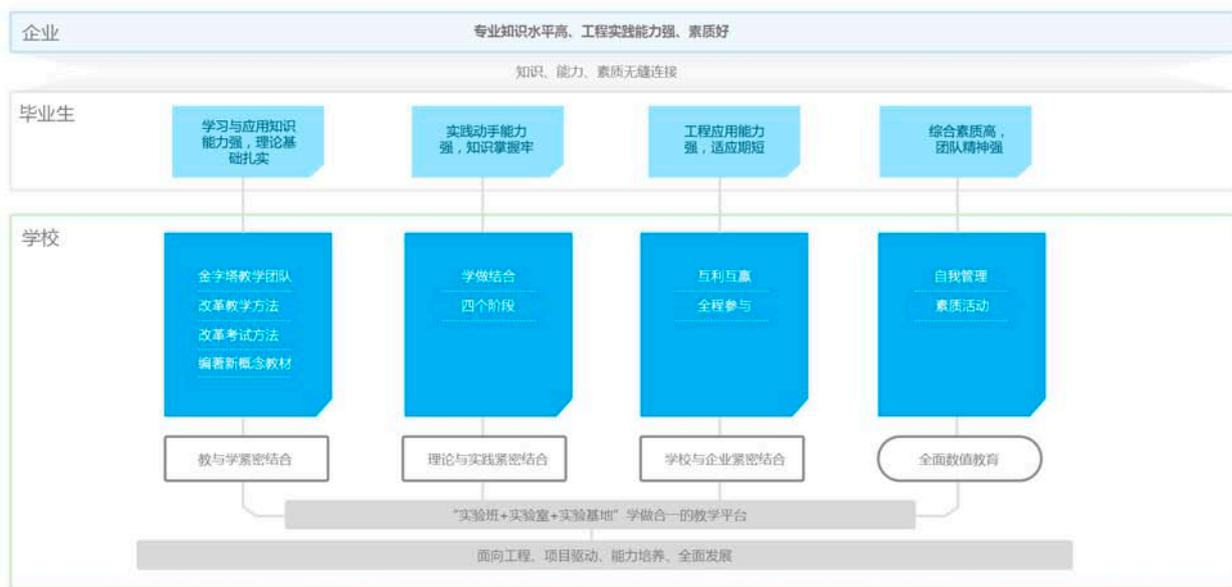 企业
专业知识水平高、工程实践能力强、素质好
知识、能力、素质无缝连接
毕业生
学习与应用知识
能力强，理论基
础扎实
实践动手能力
强，知识掌握牢
工程应用能力
强，适应期短
综合素质高，
团队精神强
学校
金字塔教学团队
改革教学方法
改革考试方法
编著新概念教材
学做结合
四个阶段
互利互赢
全程参与
自我管理
素质活动
教与学紧密结合
理论与实践紧密结合
学校与企业紧密结合
全面数值教育
“实验班+实验室+实验基地”学做合一的教学平台
面向工程、项目驱动、能力培养、全面发展